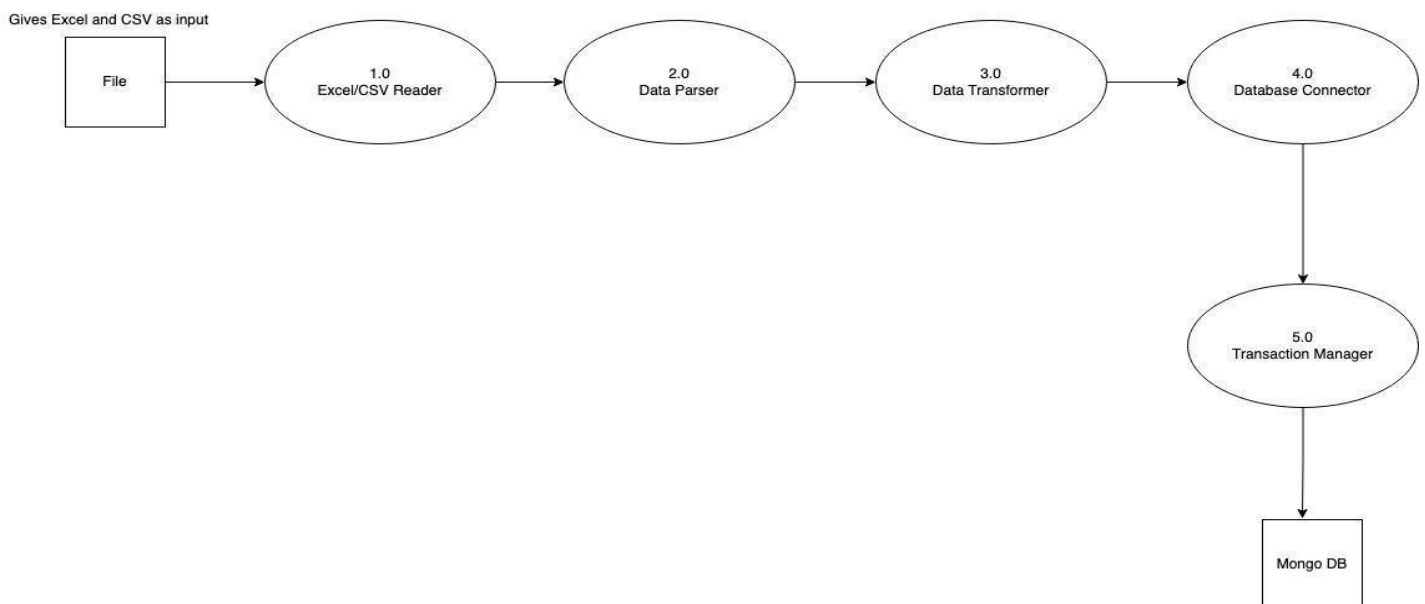 Gives Excel and CSV as input
File
1.0
Excel/CSV Reader
2.0
Data Parser
3.0
Data Transformer
4.0
Database Connector
5.0
Transaction Manager
Mongo DB